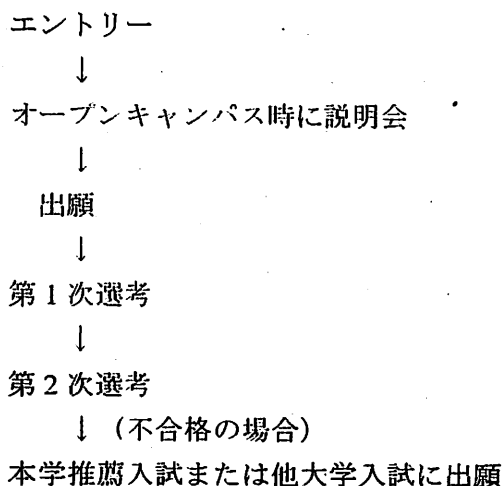 エントリー
↓
オープンキャンパス時に説明会
↓
出願
↓
第1次選考
↓
第2次選考
↓(不合格の場合)
本学推薦入試または他大学入試に出願